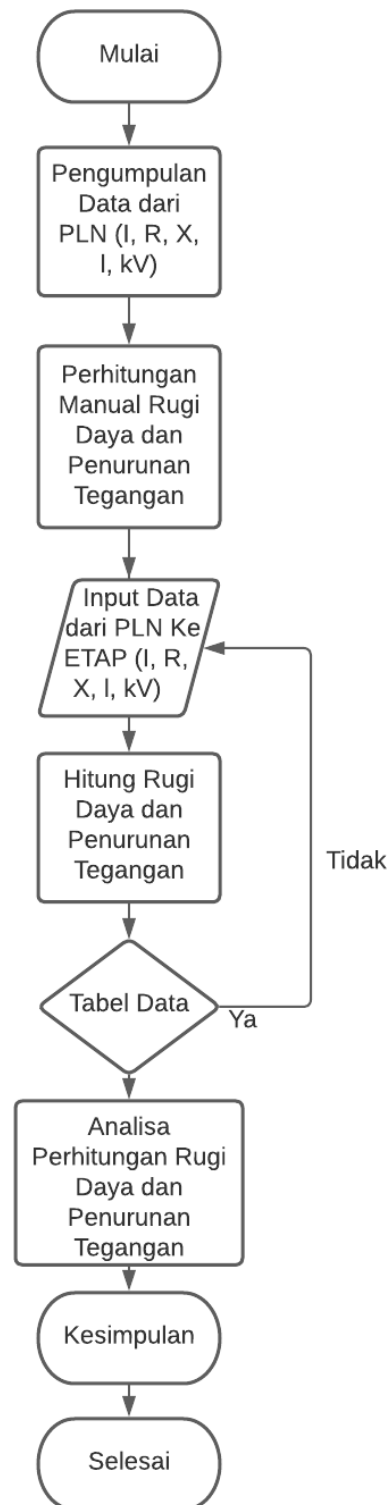 Mulai
Pengumpulan
Data dari
PLN (I, R, X,
l, kV)
Perhitungan
Manual Rugi
Daya dan
Penurunan
Tegangan
Input Data
dari PLN Ke
ETAP (I, R,
X, l, kV)
Hitung Rugi
Daya dan
Penurunan
Tegangan
Tidak
Tabel Data
Ya
Analisa
Perhitungan Rugi
Daya dan
Penurunan
Tegangan
Kesimpulan
Selesai